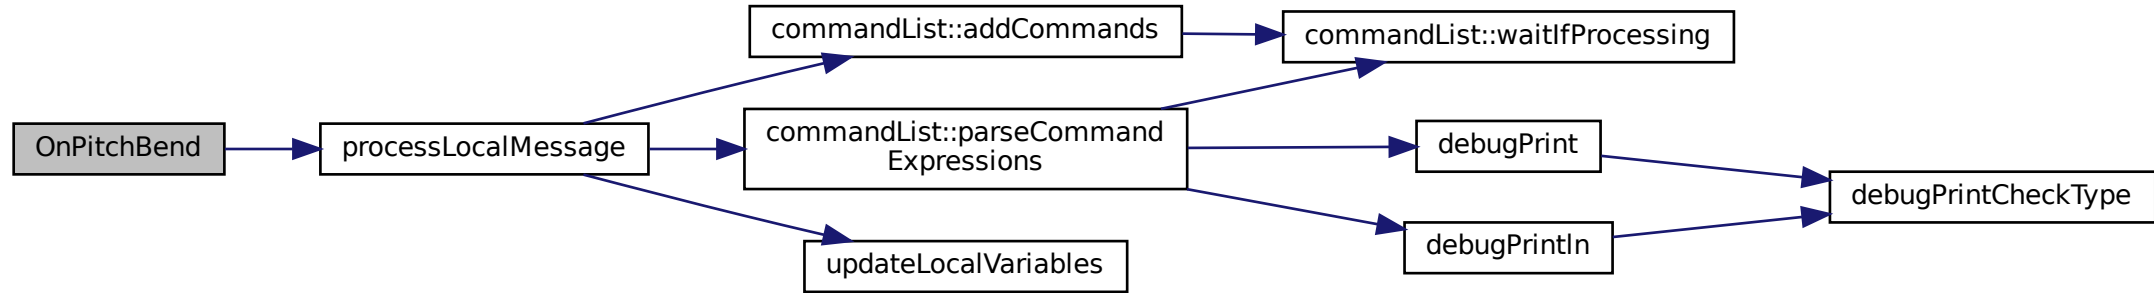 OnPitchBend
processLocalMessage
commandList::addCommands
commandList::waitIfProcessing
commandList::parseCommand
Expressions
debugPrint
debugPrintln
debugPrintCheckType
updateLocalVariables